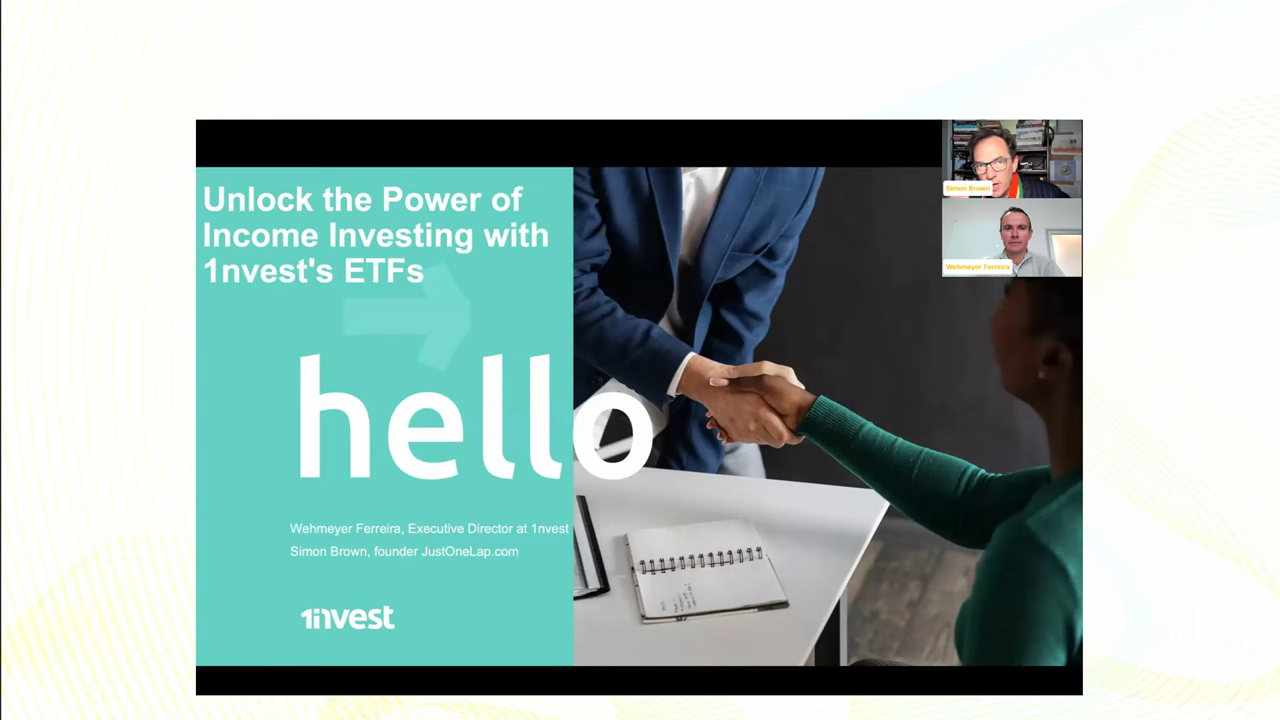 Unlock the Power of
Income Investing with
1nvest's ETFs
hello
Wehmeyer Ferreira, Executive Director at 1nvest
Simon Brown, founder JustOneLap.com
1nvest
Simon Brown
Wehmeyer Ferreira